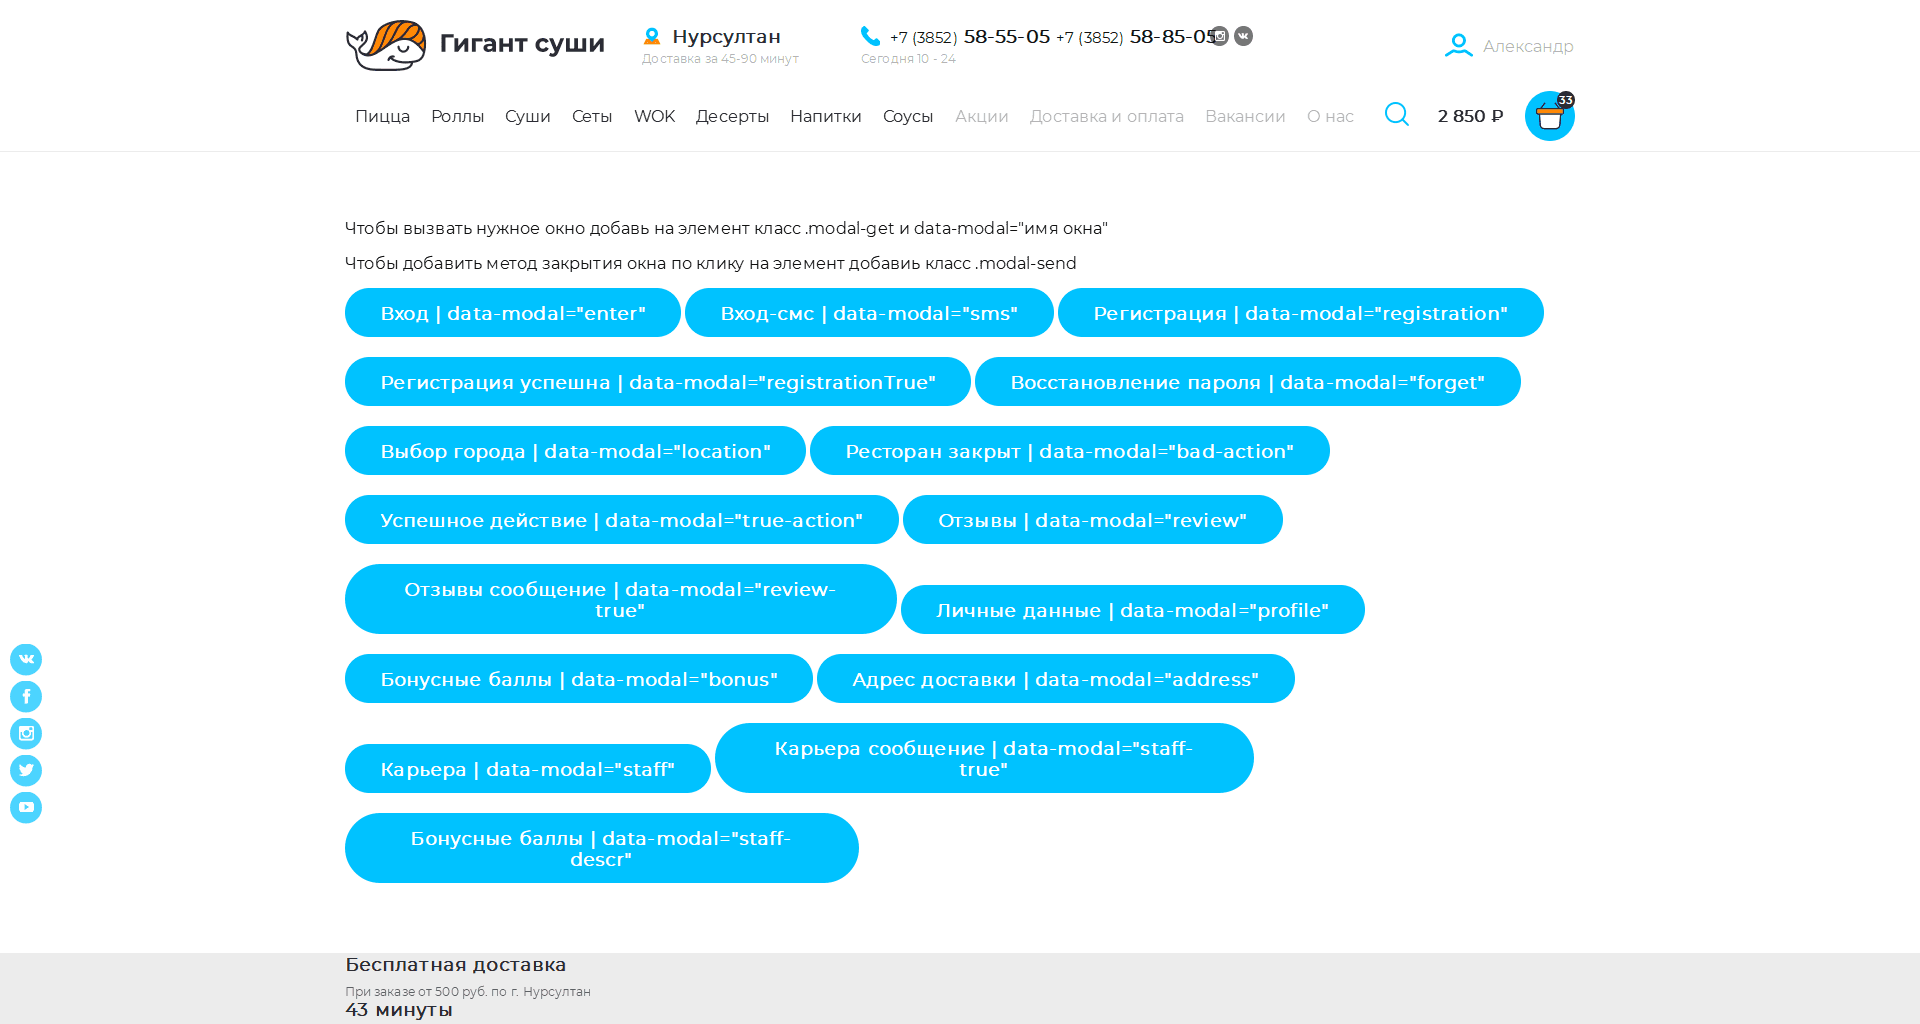 Гигант суши
Нурсултан
Доставка за 45-90 минут
+7 (3852) 58-55-05 +7 (3852) 58-85-05
Сегодня 10 - 24
Александр
Пицца Роллы Суши Сеты WOK Десерты Напитки Соусы Акции Доставка и оплата Вакансии О нас 2 850 ₽ 33
Чтобы вызвать нужное окно добавь на элемент класс .modal-get и data-modal="имя окна"
Чтобы добавить метод закрытия окна по клику на элемент добавиь класс .modal-send
Вход | data-modal="enter" Вход-смс | data-modal="sms" Регистрация | data-modal="registration"
Регистрация успешна | data-modal="registrationTrue" Восстановление пароля | data-modal="forget"
Выбор города | data-modal="location" Ресторан закрыт | data-modal="bad-action"
Успешное действие | data-modal="true-action" Отзывы | data-modal="review"
Отзывы сообщение | data-modal="review-
true"
Личные данные | data-modal="profile"
Бонусные баллы | data-modal="bonus" Адрес доставки | data-modal="address"
Карьера | data-modal="staff"
Карьера сообщение | data-modal="staff-
true"
Бонусные баллы | data-modal="staff-
descr"
Бесплатная доставка
При заказе от 500 руб. по г. Нурсултан
43 минуты